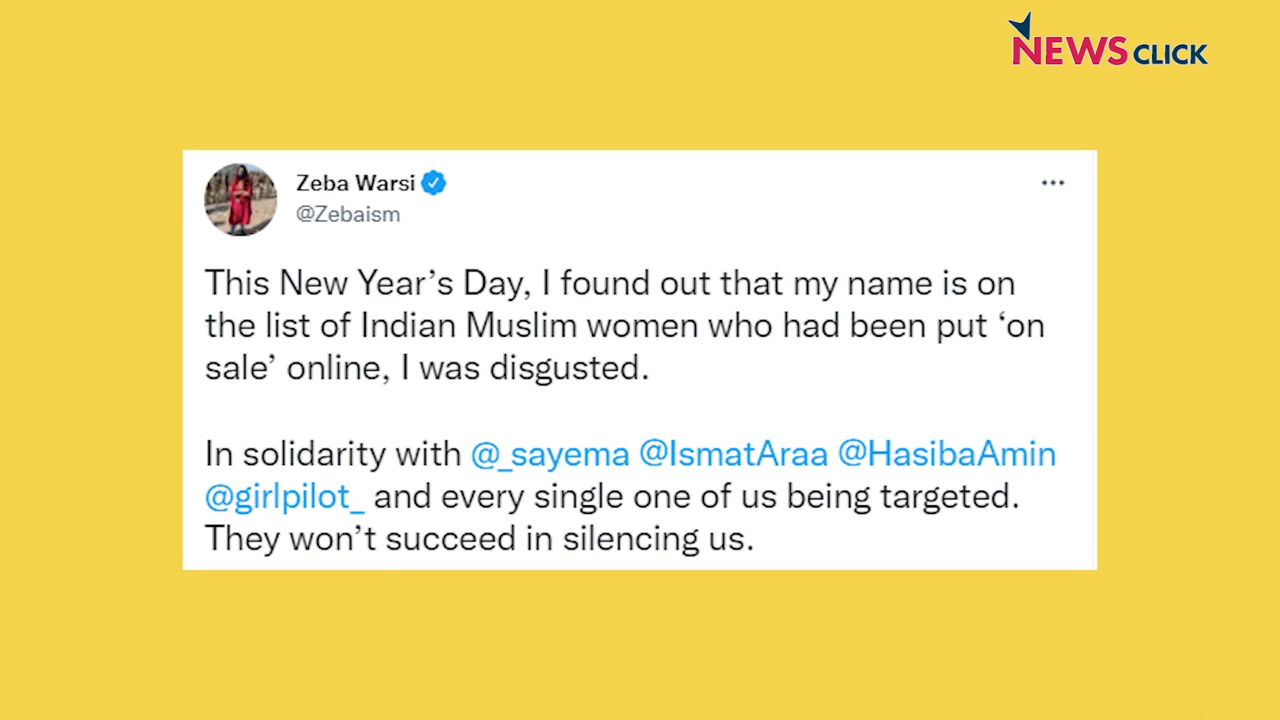 NEWS CLICK
Zeba Warsi
@Zebaism
This New Year’s Day, I found out that my name is on
the list of Indian Muslim women who had been put ‘on
sale’ online, I was disgusted.
In solidarity with @_sayema @IsmatAraa @HasibaAmin
@girlpilot_ and every single one of us being targeted.
They won’t succeed in silencing us.